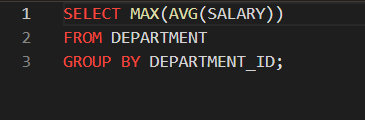 1 SELECT MAX(AVG(SALARY))
2 FROM DEPARTMENT
3 GROUP BY DEPARTMENT_ID;